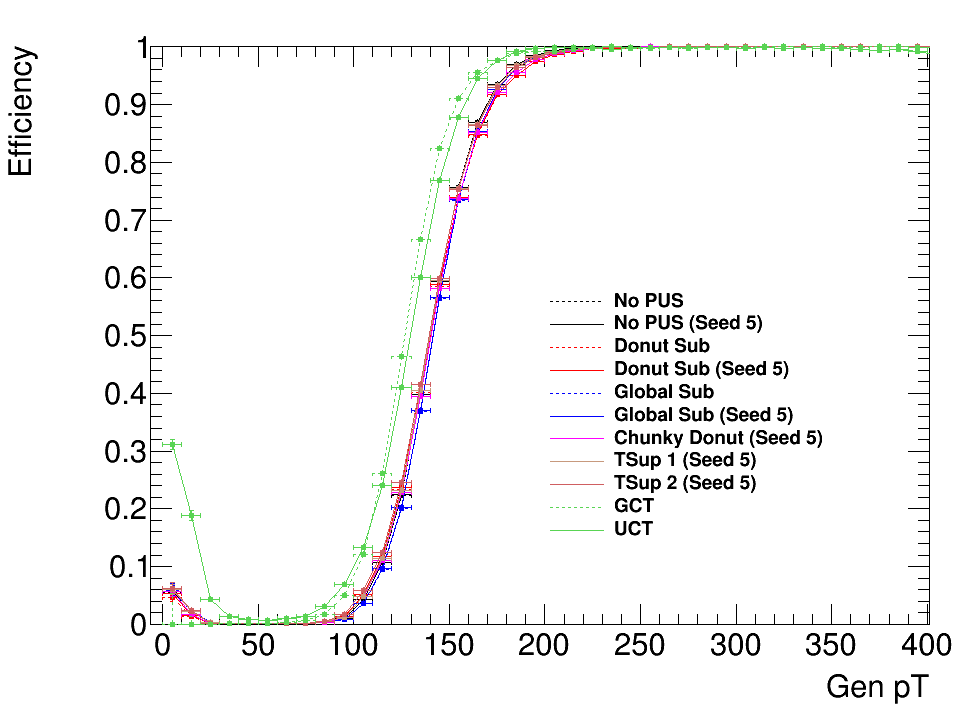 Efficiency
1
0.9
0.8
0.7
0.6
0.5
0.4
0.3
0.2
0.1
0
No PUS
No PUS (Seed 5)
Donut Sub
Donut Sub (Seed 5)
Global Sub
Global Sub (Seed 5)
Chunky Donut (Seed 5)
TSup 1 (Seed 5)
TSup 2 (Seed 5)
GCT
UCT
0 50 100 150 200 250 300 350 400
Gen pT